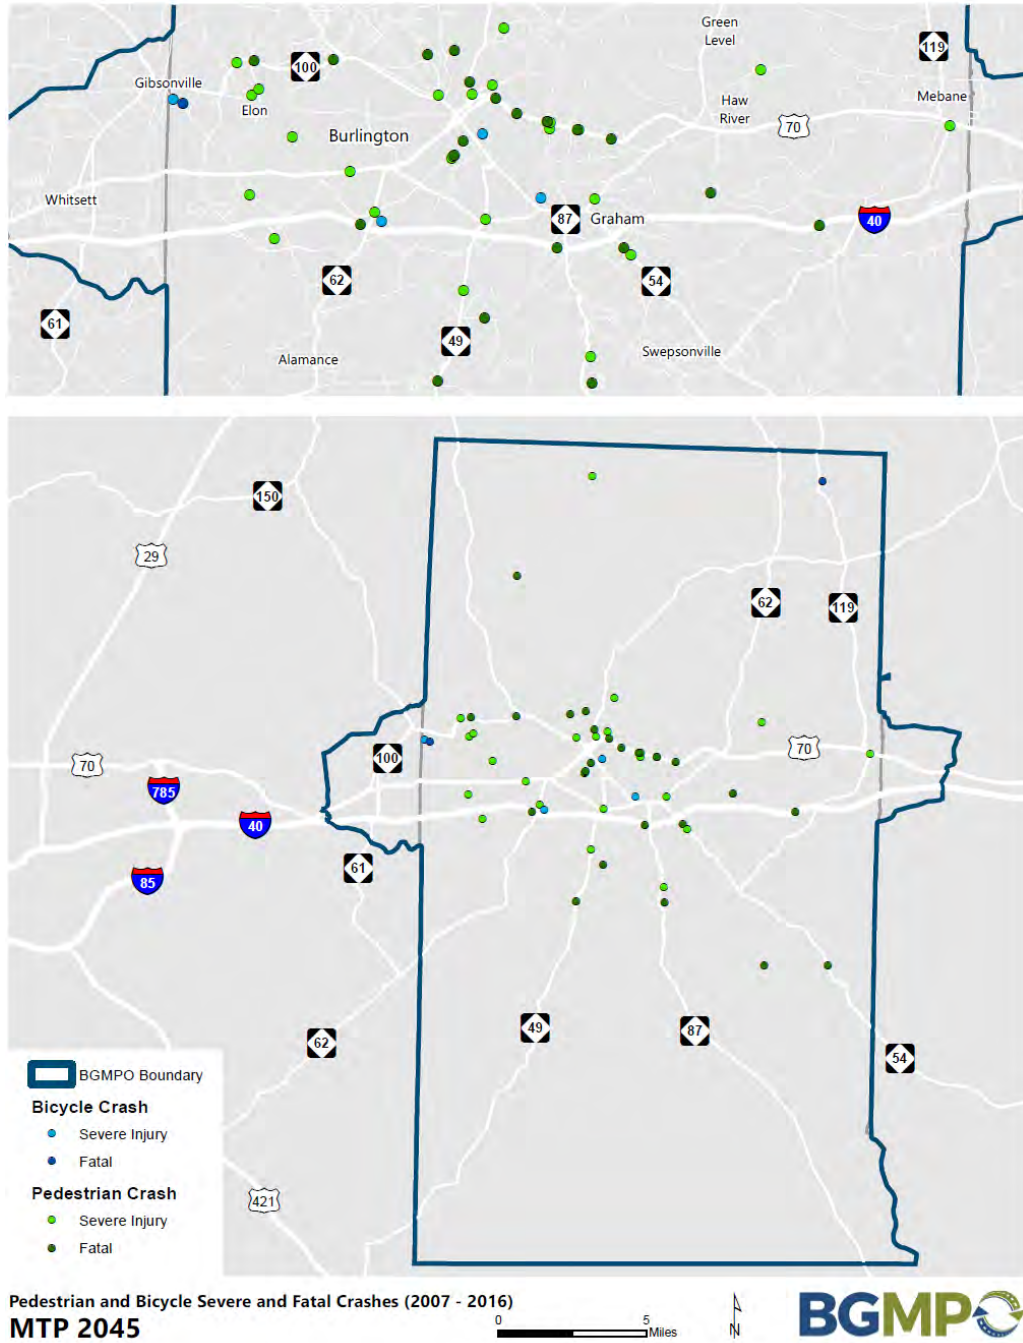 Green
Level
119
100
Gibsonville
Elon
Haw
River
Mebane
70
Burlington
Whitsett
87
Graham
40
62
54
61
49
Alamance
Swepsonville
150
29
62
119
70
100
70
785
40
61
85
49
87
62
54
BGMPO Boundary
Bicycle Crash
Severe Injury
Fatal
Pedestrian Crash
Severe Injury
Fatal
421
Pedestrian and Bicycle Severe and Fatal Crashes (2007 - 2016)
MTP 2045
0 5
Miles
N
BGMPO